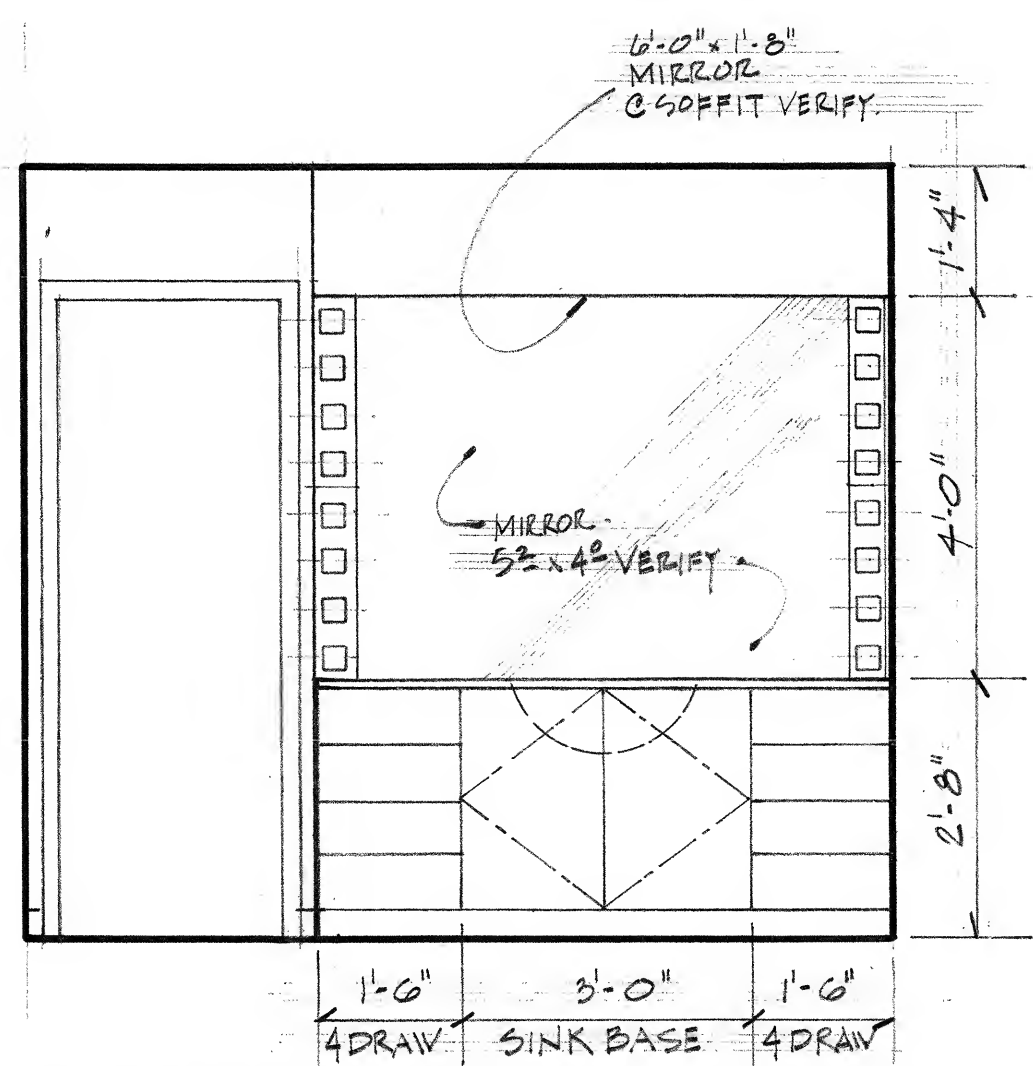 6'-0" x 1'-8"
MIRROR
@ SOFFIT VERIFY.
1'-4"
4'-0"
MIRROR.
5² x 4⁰ VERIFY
2'-8"
1'-6" 3'-0" 1'-6"
4 DRAW SINK BASE 4 DRAW